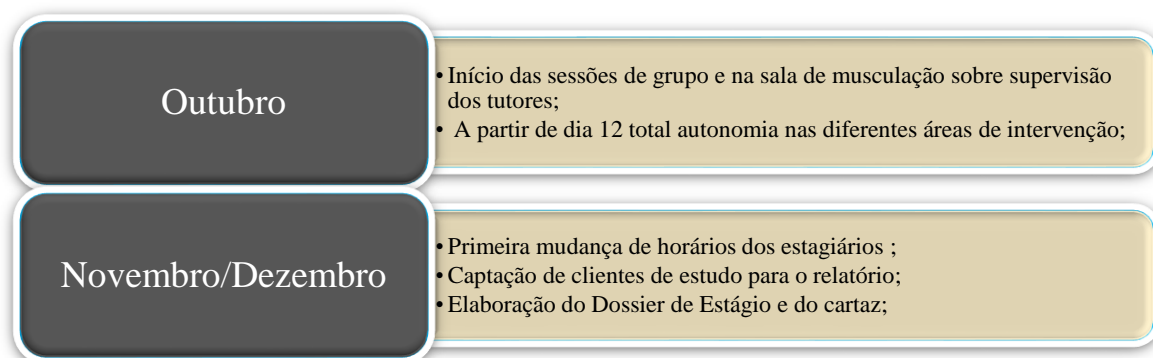 Outubro
• Início das sessões de grupo e na sala de musculação sobre supervisão
dos tutores;
• A partir de dia 12 total autonomia nas diferentes áreas de intervenção;
Novembro/Dezembro
• Primeira mudança de horários dos estagiários ;
• Captação de clientes de estudo para o relatório;
• Elaboração do Dossier de Estágio e do cartaz;